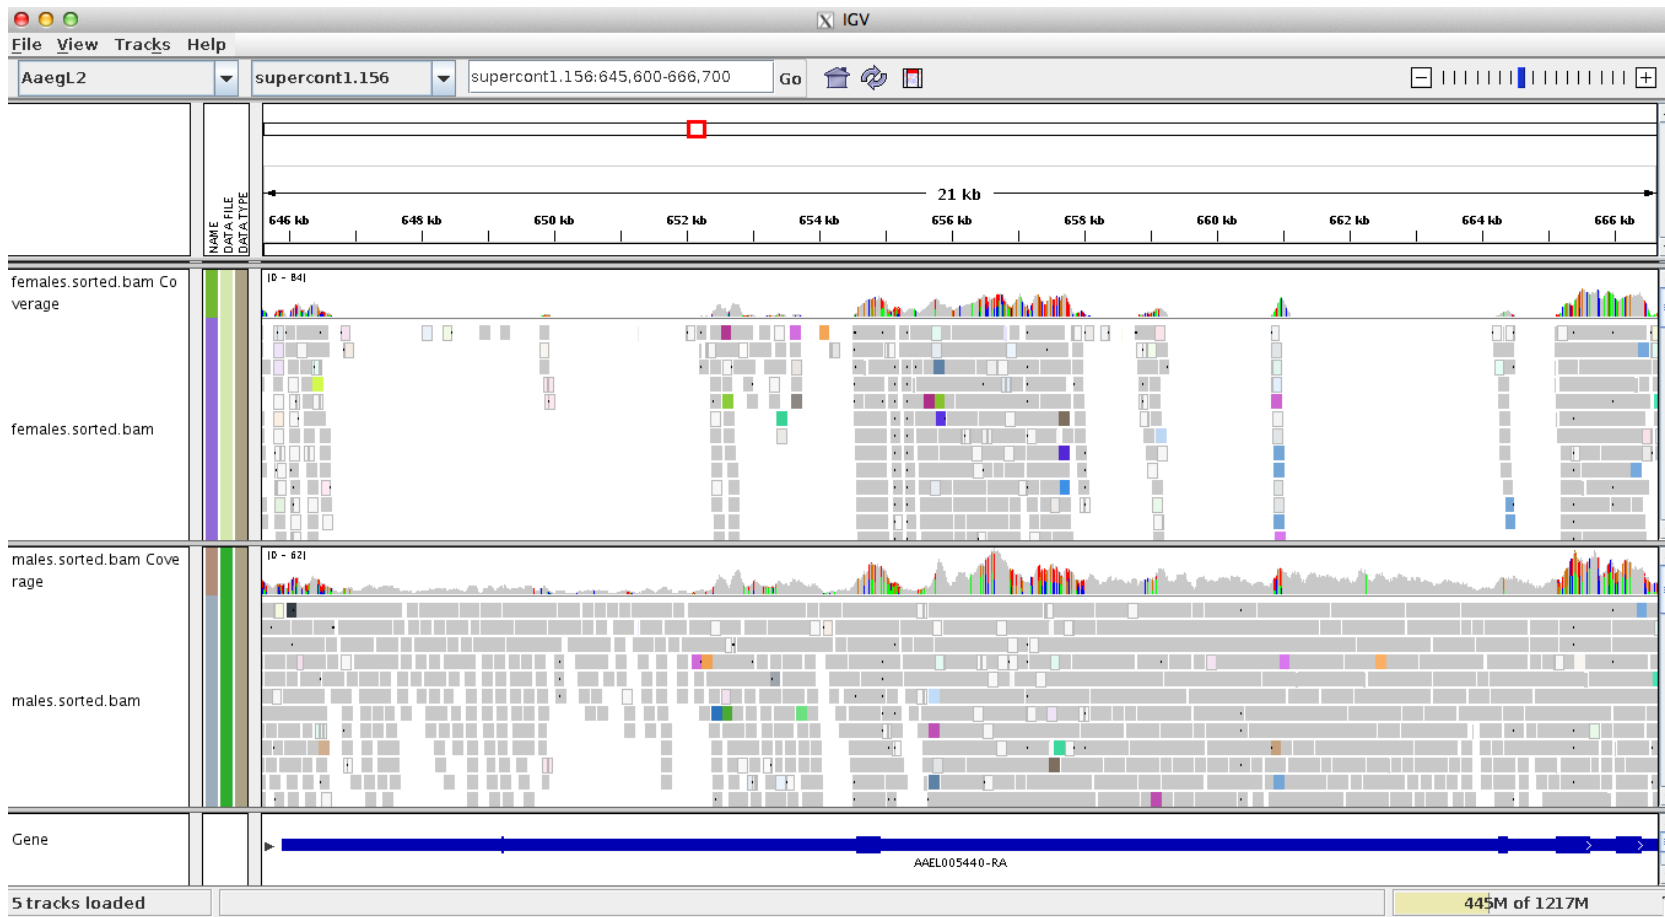 IGV
File View Tracks Help
AaegL2 supercont1.156 supercont1.156:645,600-666,700 Go
NAME
DATA FILE
DATA TYPE
21 kb
646 kb 648 kb 650 kb 652 kb 654 kb 656 kb 658 kb 660 kb 662 kb 664 kb 666 kb
females.sorted.bam Co
verage
[0 - 84]
females.sorted.bam
males.sorted.bam Cove
rage
[0 - 62]
males.sorted.bam
Gene
AAEL005440-RA
5 tracks loaded
445M of 1217M